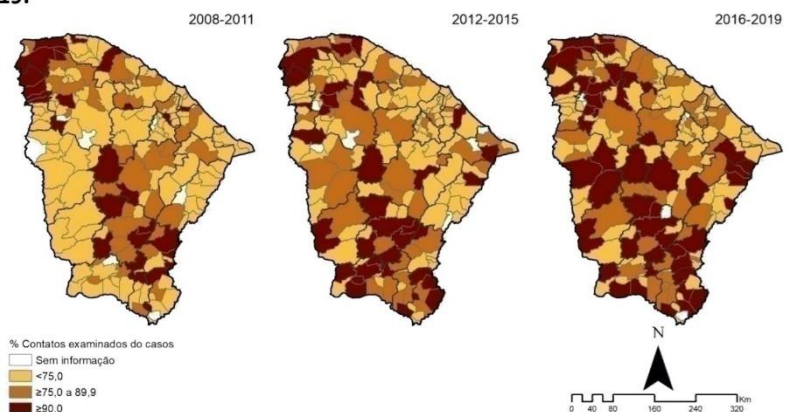 2008-2011
2012-2015
2016-2019
% Contatos examinados do casos
Sem informação
<75,0
≥75,0 a 89,9
≥90,0
N
Km
0 40 80 160 240 320